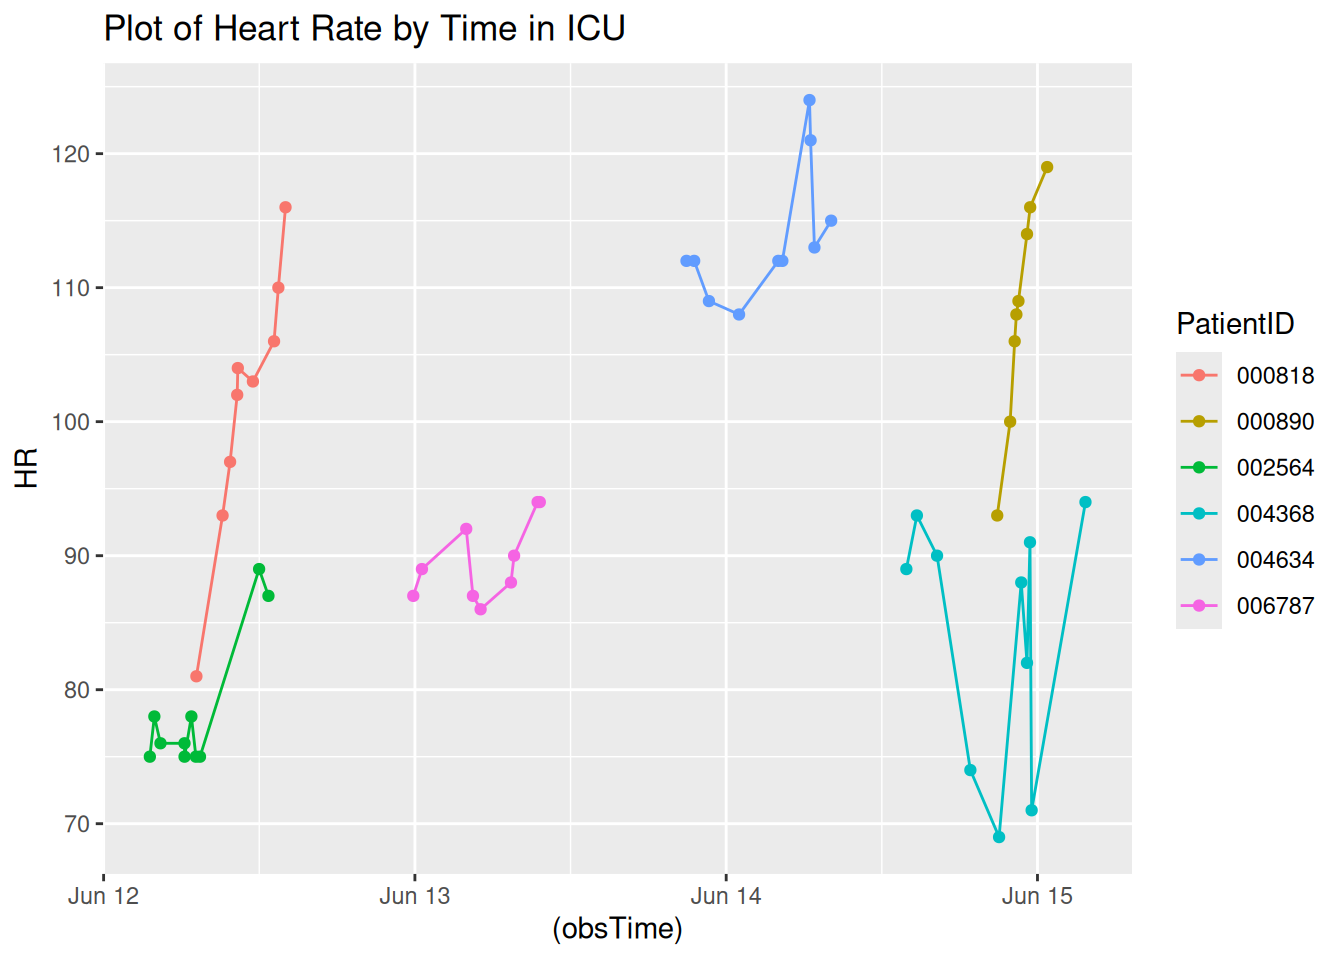 Plot of Heart Rate by Time in ICU
120
110
100
90
80
70
HR
Jun 12
Jun 13
Jun 14
Jun 15
(obsTime)
PatientID
000818
000890
002564
004368
004634
006787